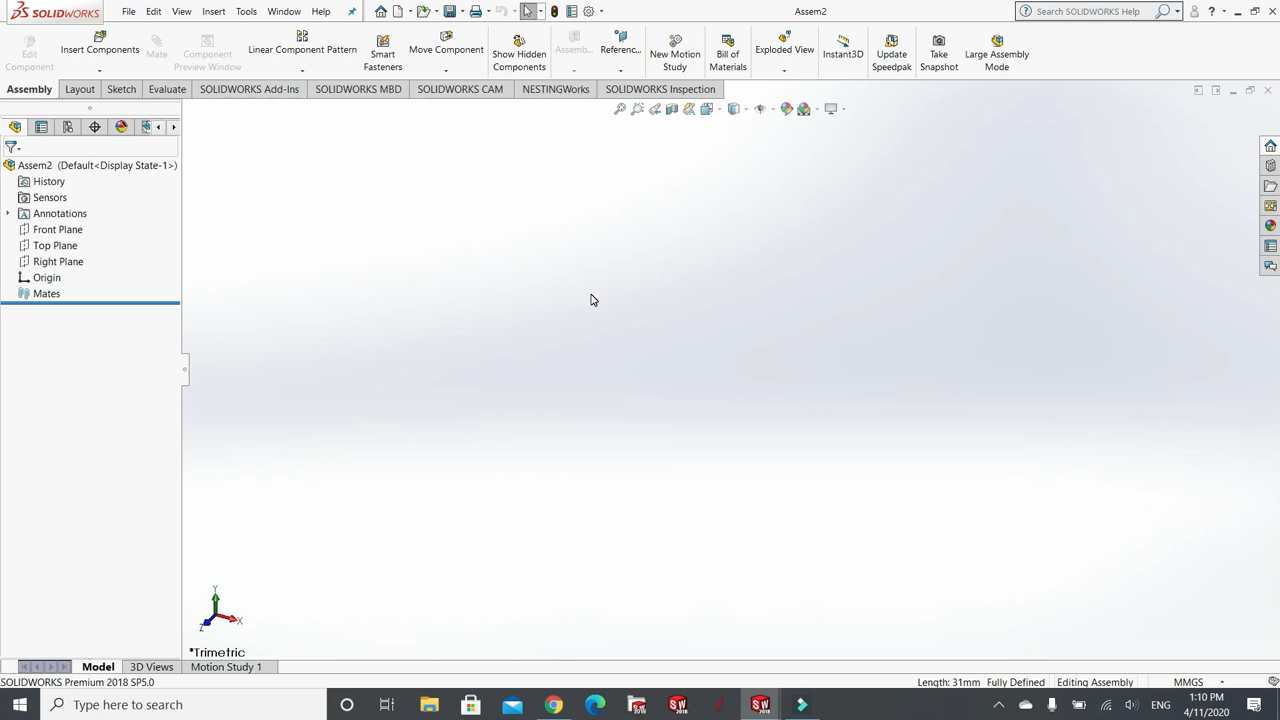 SOLIDWORKS File Edit View Insert Tools Window Help Assem2 Search SOLIDWORKS Help ?
Edit Component Insert Components Mate Component Preview Window Linear Component Pattern Smart Fasteners Move Component Show Hidden Components Assemb... Referenc... New Motion Study Bill of Materials Exploded View Instant3D Update Speedpak Take Snapshot Large Assembly Mode
Assembly Layout Sketch Evaluate SOLIDWORKS Add-Ins SOLIDWORKS MBD SOLIDWORKS CAM NESTINGWorks SOLIDWORKS Inspection
Assem2 (Default<Display State-1>)
History
Sensors
Annotations
Front Plane
Top Plane
Right Plane
Origin
Mates
Y
X
Z
*Trimetric
Model 3D Views Motion Study 1
SOLIDWORKS Premium 2018 SP5.0 Length: 31mm Fully Defined Editing Assembly MMGS
Type here to search ENG 1:10 PM
4/11/2020